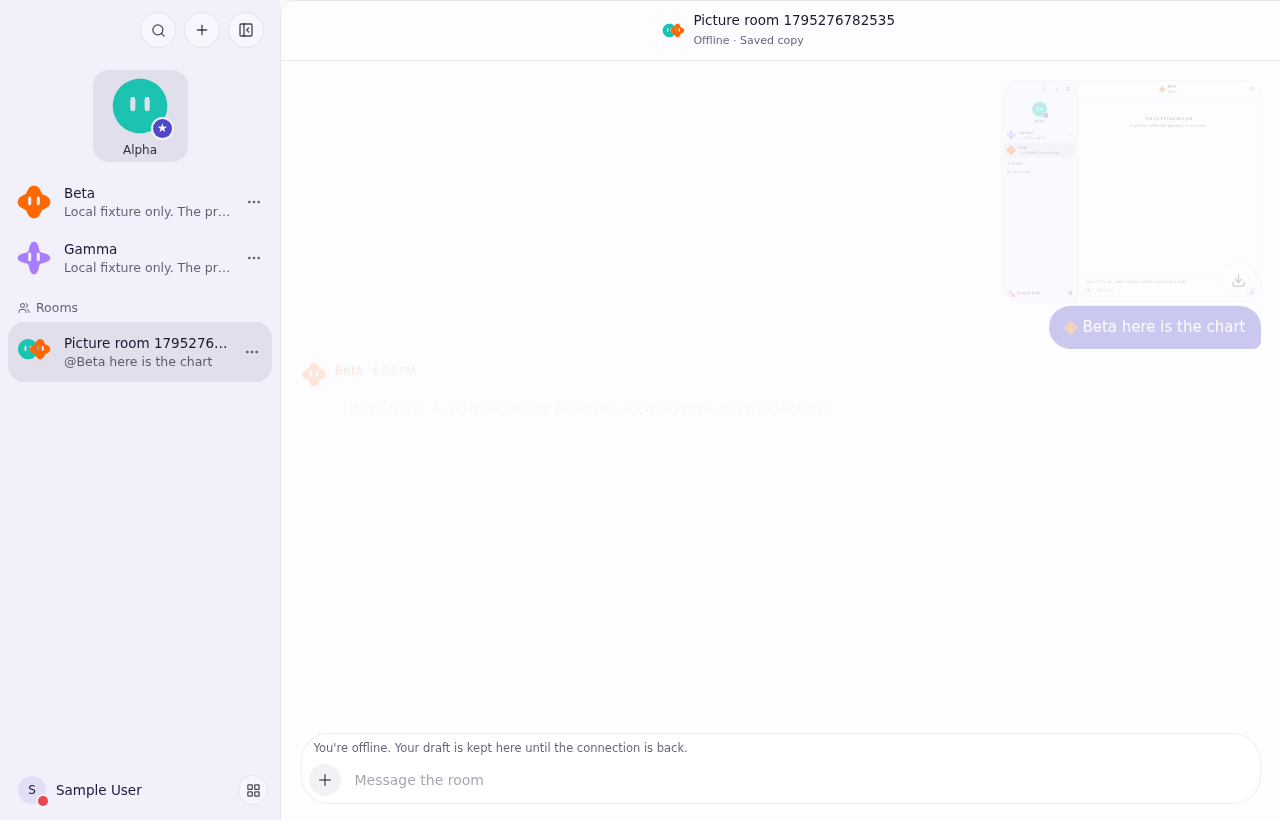 Alpha
Beta
Local fixture only. The pr...
Gamma
Local fixture only. The pr...
Rooms
Picture room 1795276...
@Beta here is the chart
S
Sample User
Picture room 1795276782535
Offline · Saved copy
Beta here is the chart
Beta 4:59 PM
Beta here. A scripted reply from the local fixture, no model runs.
You're offline. Your draft is kept here until the connection is back.
Message the room